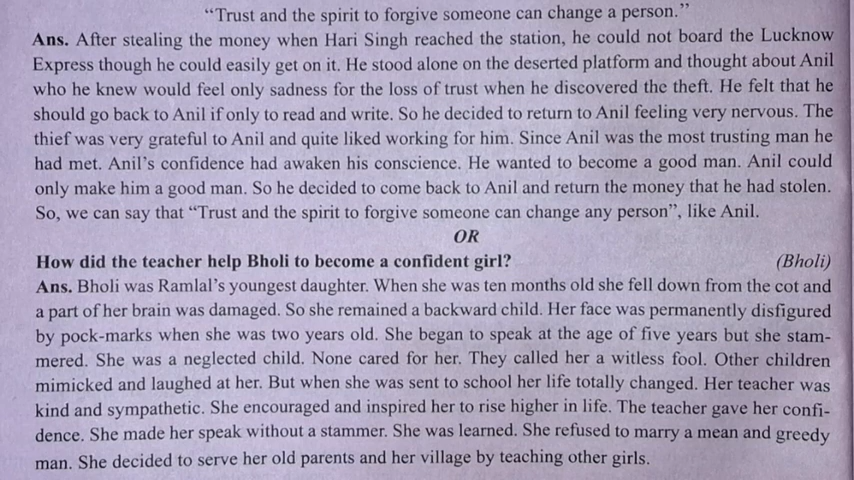 “Trust and the spirit to forgive someone can change a person.”
Ans. After stealing the money when Hari Singh reached the station, he could not board the Lucknow
Express though he could easily get on it. He stood alone on the deserted platform and thought about Anil
who he knew would feel only sadness for the loss of trust when he discovered the theft. He felt that he
should go back to Anil if only to read and write. So he decided to return to Anil feeling very nervous. The
thief was very grateful to Anil and quite liked working for him. Since Anil was the most trusting man he
had met. Anil’s confidence had awaken his conscience. He wanted to become a good man. Anil could
only make him a good man. So he decided to come back to Anil and return the money that he had stolen.
So, we can say that “Trust and the spirit to forgive someone can change any person”, like Anil.
OR
How did the teacher help Bholi to become a confident girl? (Bholi)
Ans. Bholi was Ramlal’s youngest daughter. When she was ten months old she fell down from the cot and
a part of her brain was damaged. So she remained a backward child. Her face was permanently disfigured
by pock-marks when she was two years old. She began to speak at the age of five years but she stam-
mered. She was a neglected child. None cared for her. They called her a witless fool. Other children
mimicked and laughed at her. But when she was sent to school her life totally changed. Her teacher was
kind and sympathetic. She encouraged and inspired her to rise higher in life. The teacher gave her confi-
dence. She made her speak without a stammer. She was learned. She refused to marry a mean and greedy
man. She decided to serve her old parents and her village by teaching other girls.